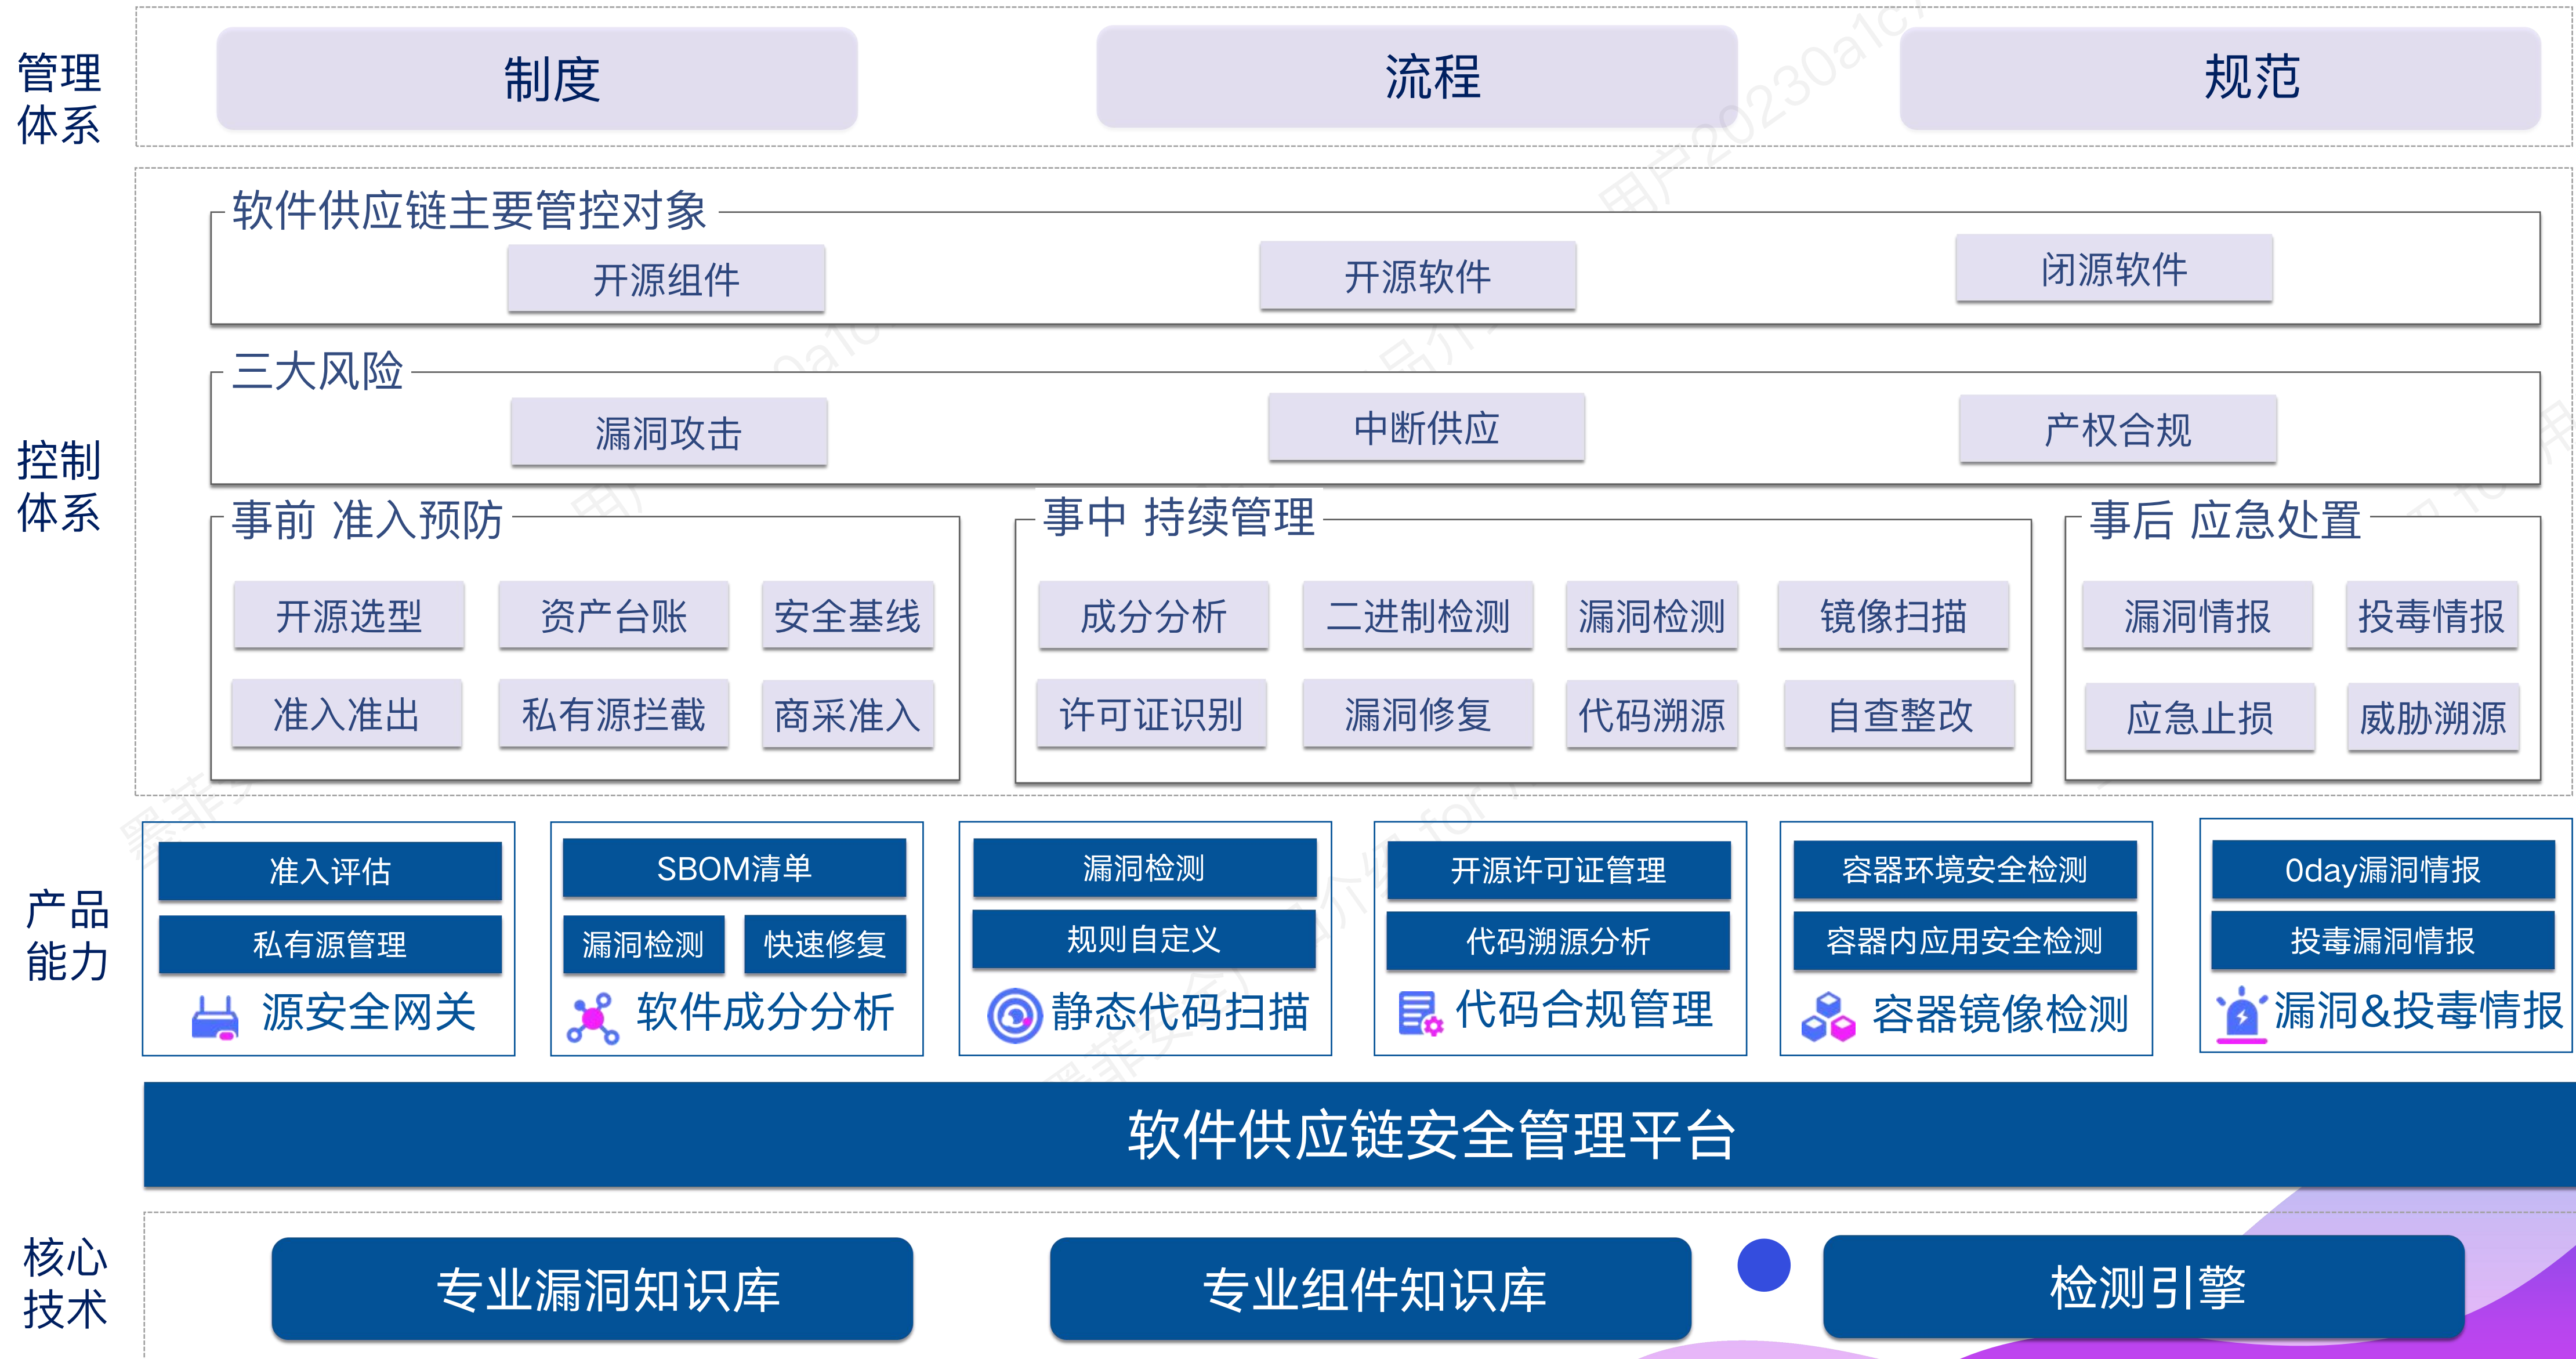 管理
体系
制度
流程
规范
控制
体系
软件供应链主要管控对象
开源组件
开源软件
闭源软件
三大风险
漏洞攻击
中断供应
产权合规
事前 准入预防
开源选型
资产台账
安全基线
准入准出
私有源拦截
商采准入
事中 持续管理
成分分析
二进制检测
漏洞检测
镜像扫描
许可证识别
漏洞修复
代码溯源
自查整改
事后 应急处置
漏洞情报
投毒情报
应急止损
威胁溯源
产品
能力
准入评估
私有源管理
源安全网关
SBOM清单
漏洞检测
快速修复
软件成分分析
漏洞检测
规则自定义
静态代码扫描
开源许可证管理
代码溯源分析
代码合规管理
容器环境安全检测
容器内应用安全检测
容器镜像检测
0day漏洞情报
投毒漏洞情报
漏洞&投毒情报
软件供应链安全管理平台
核心
技术
专业漏洞知识库
专业组件知识库
检测引擎